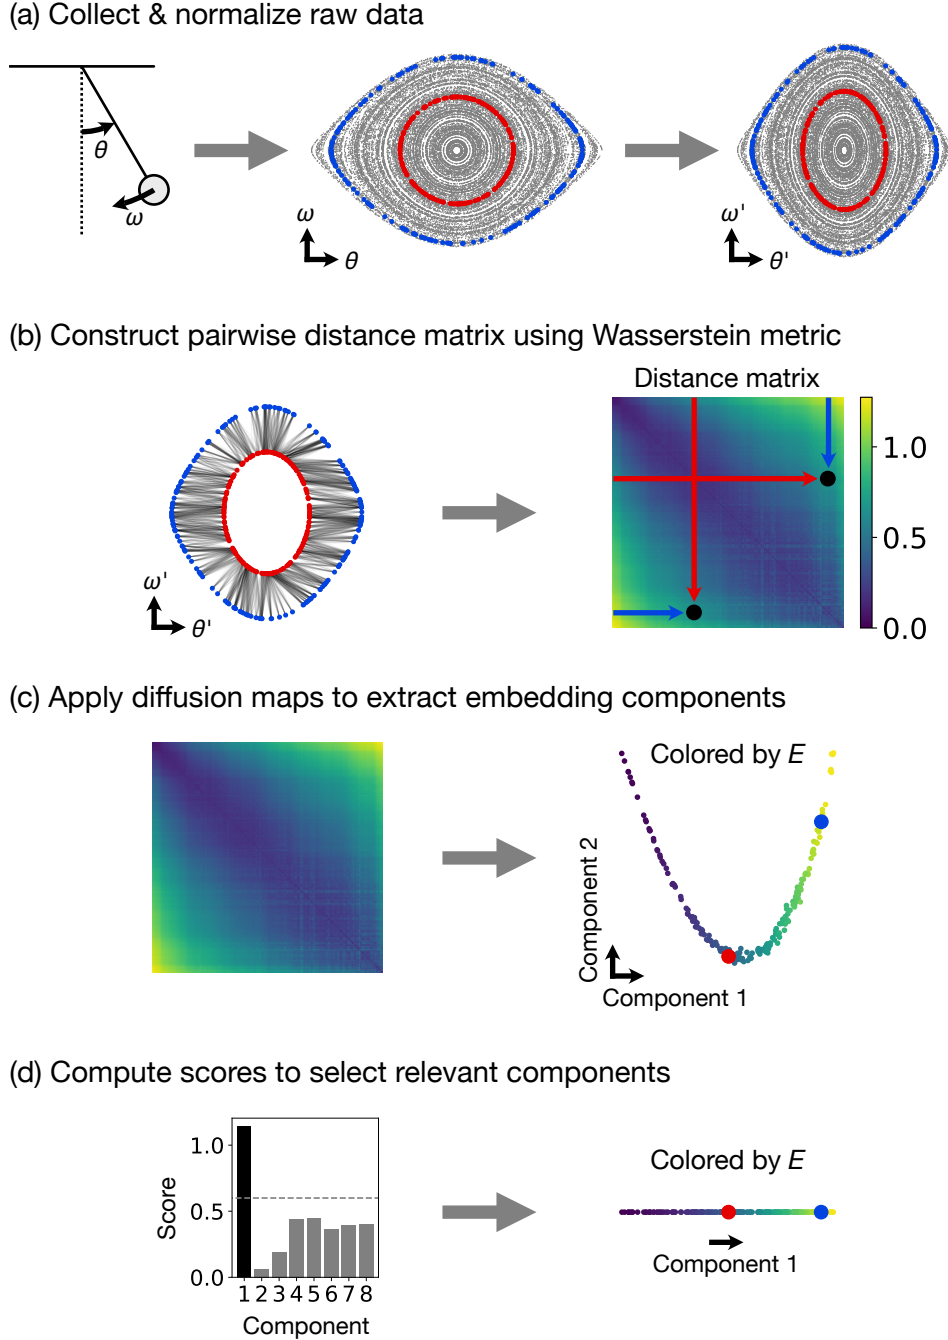 (a) Collect & normalize raw data
θ
ω
ω
θ
ω'
θ'
(b) Construct pairwise distance matrix using Wasserstein metric
Distance matrix
1.0
0.5
0.0
ω'
θ'
(c) Apply diffusion maps to extract embedding components
Colored by E
Component 2
Component 1
(d) Compute scores to select relevant components
1.0
0.5
0.0
Score
1 2 3 4 5 6 7 8
Component
Colored by E
Component 1